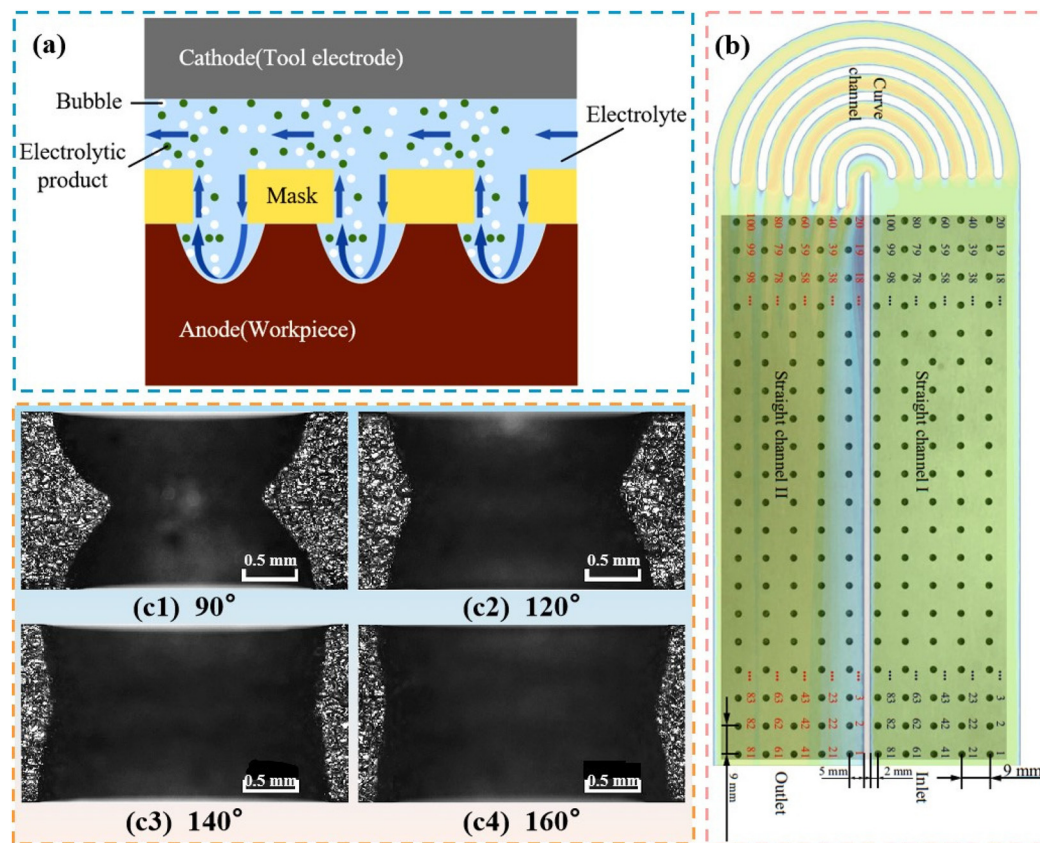 (a)
Cathode(Tool electrode)
Bubble
Electrolyte
Electrolytic
product
Mask
Anode(Workpiece)
(b)
Curve
channel
100 80 60 40 20 100 80 60 40 20
99 79 59 39 19 99 79 59 39 19
98 78 58 38 18 98 78 58 38 18
... ... ... ... ... ... ... ... ... ...
Straight channel II
Straight channel I
... ... ... ... ... ... ... ... ... ...
83 63 43 23 3 83 63 43 23 3
82 62 42 22 2 82 62 42 22 2
81 61 41 21 1 81 61 41 21 1
9 mm
Outlet
5 mm
2 mm
Inlet
9 mm
0.5 mm
(c1) 90°
0.5 mm
(c2) 120°
0.5 mm
(c3) 140°
0.5 mm
(c4) 160°